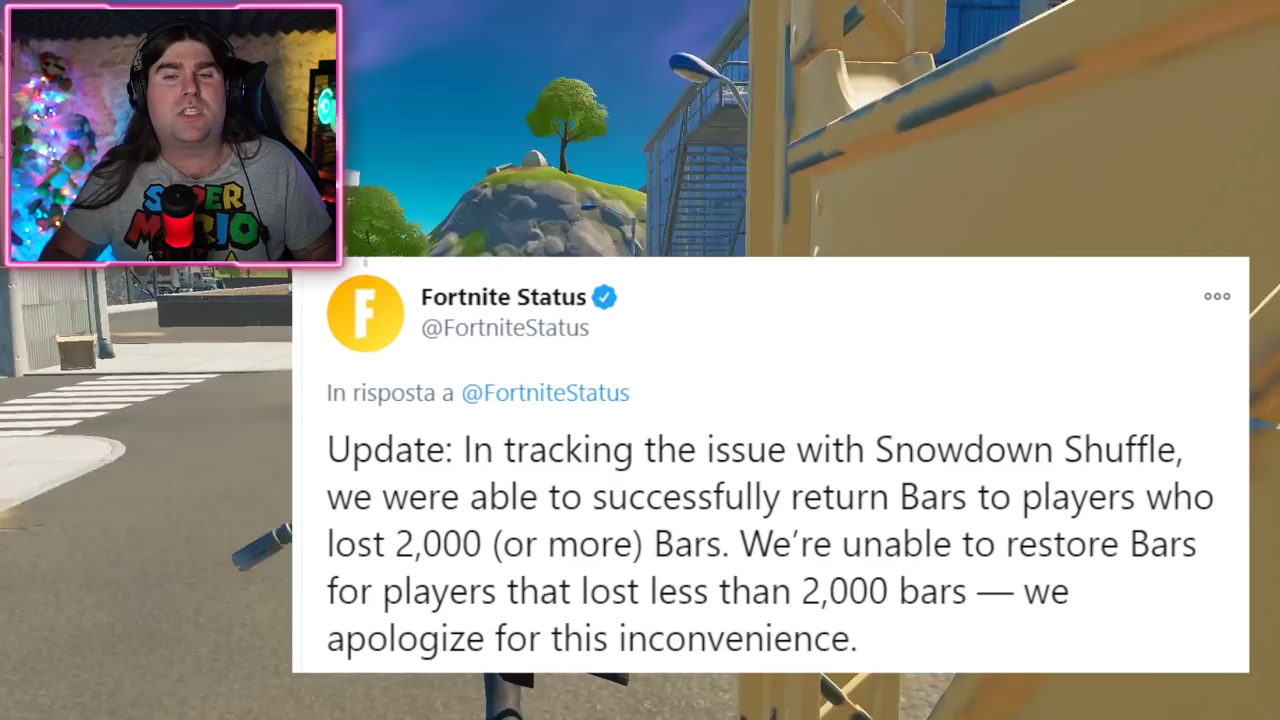 SUPER
MARIO
Fortnite Status
@FortniteStatus
In risposta a @FortniteStatus
Update: In tracking the issue with Snowdown Shuffle,
we were able to successfully return Bars to players who
lost 2,000 (or more) Bars. We’re unable to restore Bars
for players that lost less than 2,000 bars — we
apologize for this inconvenience.